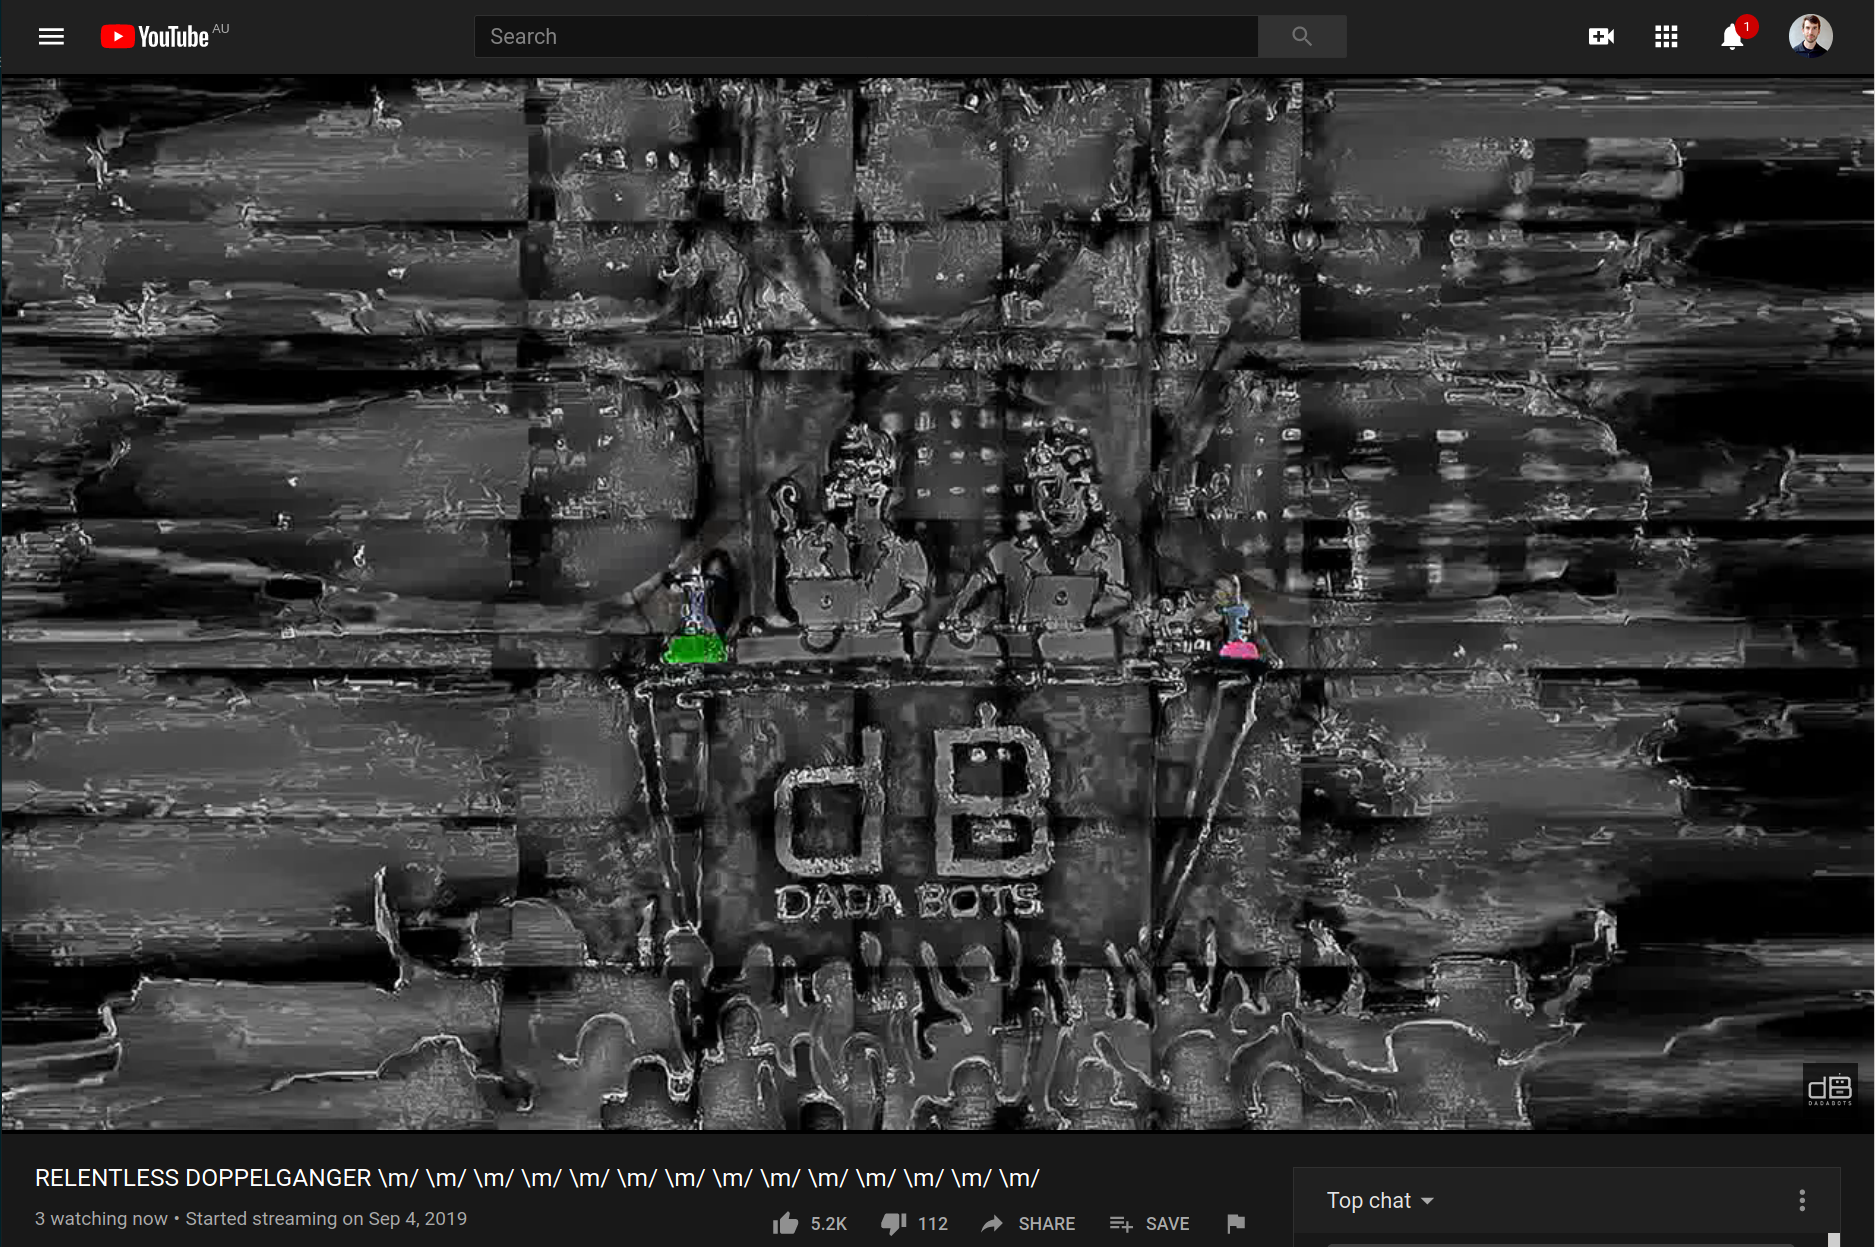 YouTube AU
Search
1
dB
DADA BOTS
dB
DADABOTS
RELENTLESS DOPPELGANGER \m/ \m/ \m/ \m/ \m/ \m/ \m/ \m/ \m/ \m/ \m/ \m/ \m/ \m/
3 watching now • Started streaming on Sep 4, 2019
5.2K
112
SHARE
SAVE
Top chat